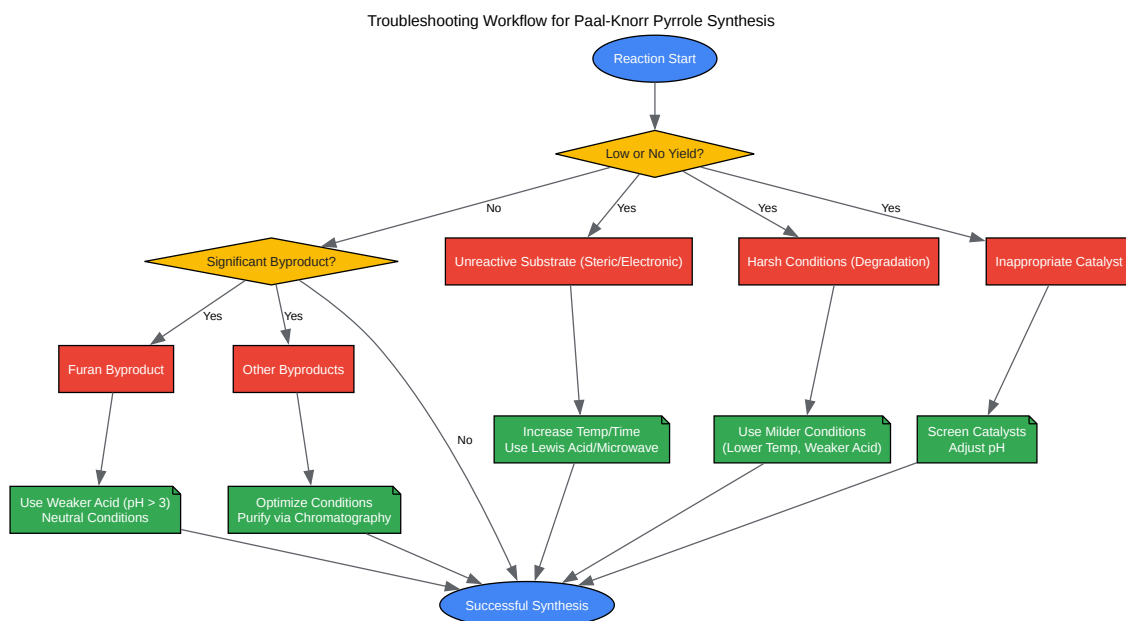 Troubleshooting Workflow for Paal-Knorr Pyrrole Synthesis
Reaction Start
Low or No Yield?
No
Yes
Yes
Yes
Significant Byproduct?
Unreactive Substrate (Steric/Electronic)
Harsh Conditions (Degradation)
Inappropriate Catalyst
Yes
Yes
Furan Byproduct
Other Byproducts
No
Increase Temp/Time
Use Lewis Acid/Microwave
Use Milder Conditions
(Lower Temp, Weaker Acid)
Screen Catalysts
Adjust pH
Use Weaker Acid (pH > 3)
Neutral Conditions
Optimize Conditions
Purify via Chromatography
Successful Synthesis